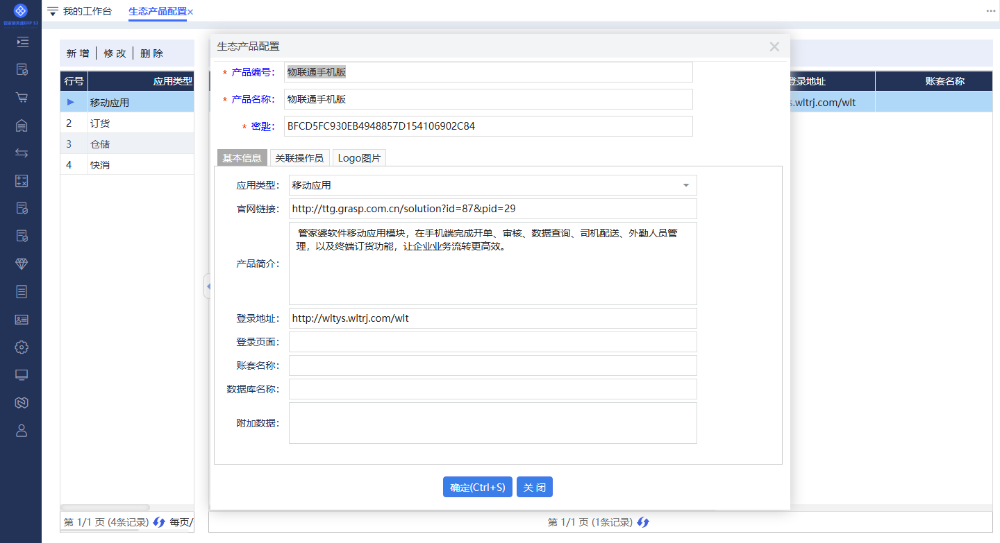 我的工作台
生态产品配置×
新 增
修 改
删 除
行号
应用类型
移动应用
2
订货
3
仓储
4
快消
第 1/1 页 (4条记录)
每页/
生态产品配置
* 产品编号:
物联通手机版
* 产品名称:
物联通手机版
* 密匙:
BFCD5FC930EB4948857D154106902C84
基本信息
关联操作员
Logo图片
应用类型:
移动应用
官网链接:
http://ttg.grasp.com.cn/solution?id=87&pid=29
产品简介:
管家婆软件移动应用模块，在手机端完成开单、审核、数据查询、司机配送、外勤人员管
理，以及终端订货功能，让企业业务流转更高效。
登录地址:
http://wltys.wltrj.com/wlt
登录页面:
账套名称:
数据库名称:
附加数据:
确定(Ctrl+S)
关 闭
登录地址
账套名称
s.wltrj.com/wlt
第 1/1 页 (1条记录)